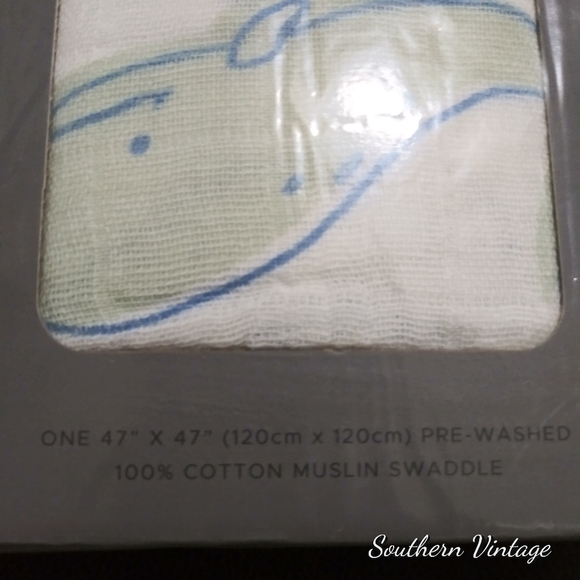 ONE 47" X 47" (120cm x 120cm) PRE-WASHED
100% COTTON MUSLIN SWADDLE
Southern Vintage